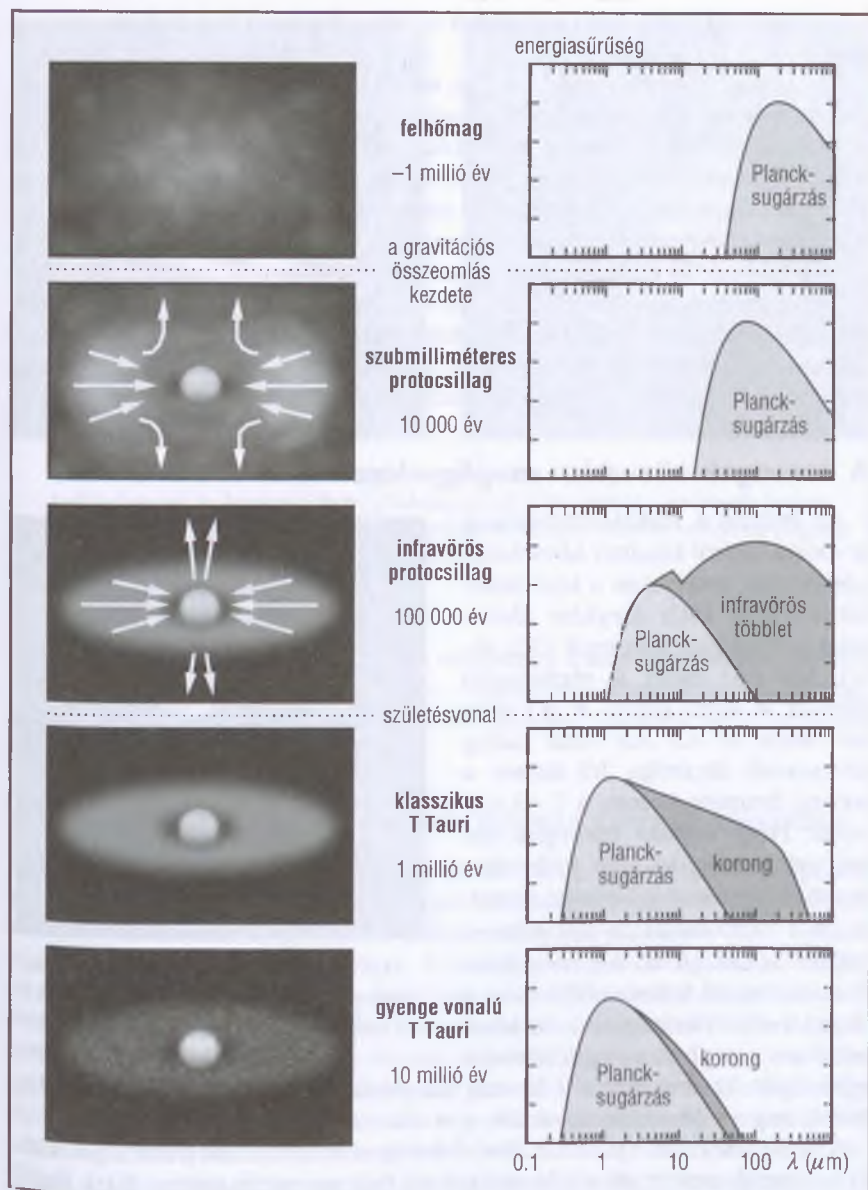 energiasűrűség
felhőmag
–1 millió év
Planck-
sugárzás
a gravitációs
összeomlás
kezdete
szubmilliméteres
protocsillag
10 000 év
Planck-
sugárzás
infravörös
protocsillag
100 000 év
Planck-
sugárzás
infravörös
többlet
születésvonal
klasszikus
T Tauri
1 millió év
Planck-
sugárzás
korong
gyenge vonalú
T Tauri
10 millió év
Planck-
sugárzás
korong
0.1 1 10 100 λ (μm)